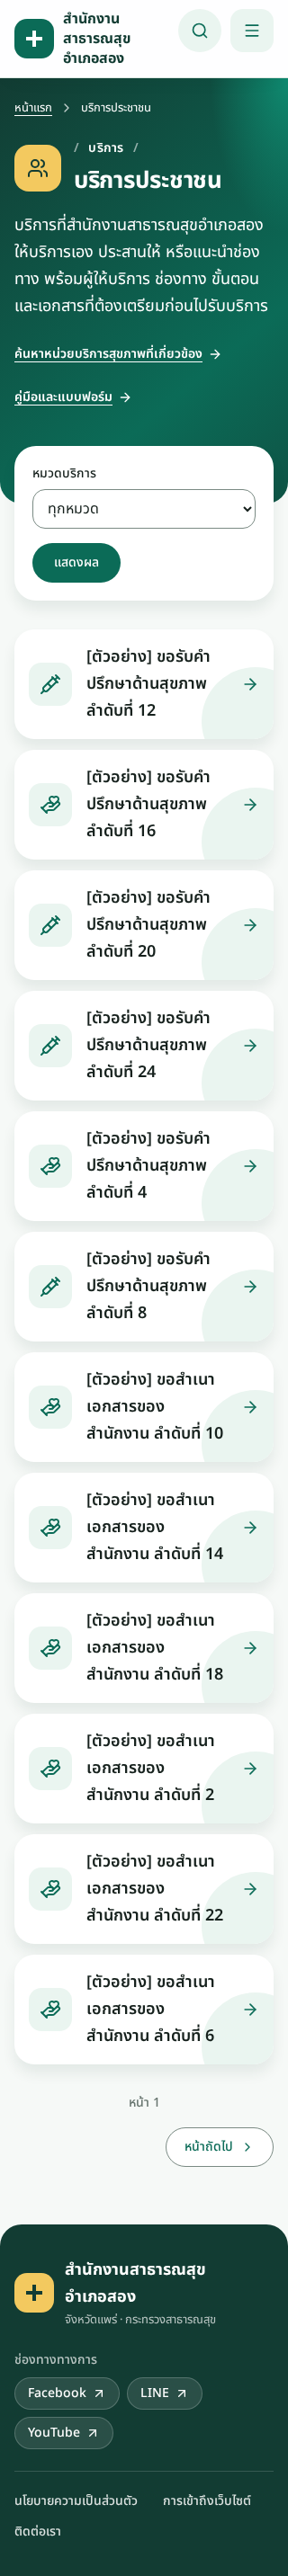 สำนักงาน
สาธารณสุข
อำเภอสอง
หน้าแรก > บริการประชาชน
/ บริการ /
บริการประชาชน
บริการที่สำนักงานสาธารณสุขอำเภอสอง
ให้บริการเอง ประสานให้ หรือแนะนำช่อง
ทาง พร้อมผู้ให้บริการ ช่องทาง ขั้นตอน
และเอกสารที่ต้องเตรียมก่อนไปรับบริการ
ค้นหาหน่วยบริการสุขภาพที่เกี่ยวข้อง →
คู่มือและแบบฟอร์ม →
หมวดบริการ
ทุกหมวด
แสดงผล
[ตัวอย่าง] ขอรับคำ
ปรึกษาด้านสุขภาพ
ลำดับที่ 12
[ตัวอย่าง] ขอรับคำ
ปรึกษาด้านสุขภาพ
ลำดับที่ 16
[ตัวอย่าง] ขอรับคำ
ปรึกษาด้านสุขภาพ
ลำดับที่ 20
[ตัวอย่าง] ขอรับคำ
ปรึกษาด้านสุขภาพ
ลำดับที่ 24
[ตัวอย่าง] ขอรับคำ
ปรึกษาด้านสุขภาพ
ลำดับที่ 4
[ตัวอย่าง] ขอรับคำ
ปรึกษาด้านสุขภาพ
ลำดับที่ 8
[ตัวอย่าง] ขอสำเนา
เอกสารของ
สำนักงาน ลำดับที่ 10
[ตัวอย่าง] ขอสำเนา
เอกสารของ
สำนักงาน ลำดับที่ 14
[ตัวอย่าง] ขอสำเนา
เอกสารของ
สำนักงาน ลำดับที่ 18
[ตัวอย่าง] ขอสำเนา
เอกสารของ
สำนักงาน ลำดับที่ 2
[ตัวอย่าง] ขอสำเนา
เอกสารของ
สำนักงาน ลำดับที่ 22
[ตัวอย่าง] ขอสำเนา
เอกสารของ
สำนักงาน ลำดับที่ 6
หน้า 1
หน้าถัดไป >
สำนักงานสาธารณสุข
อำเภอสอง
จังหวัดแพร่ · กระทรวงสาธารณสุข
ช่องทางทางการ
Facebook ↗ LINE ↗
YouTube ↗
นโยบายความเป็นส่วนตัว การเข้าถึงเว็บไซต์
ติดต่อเรา